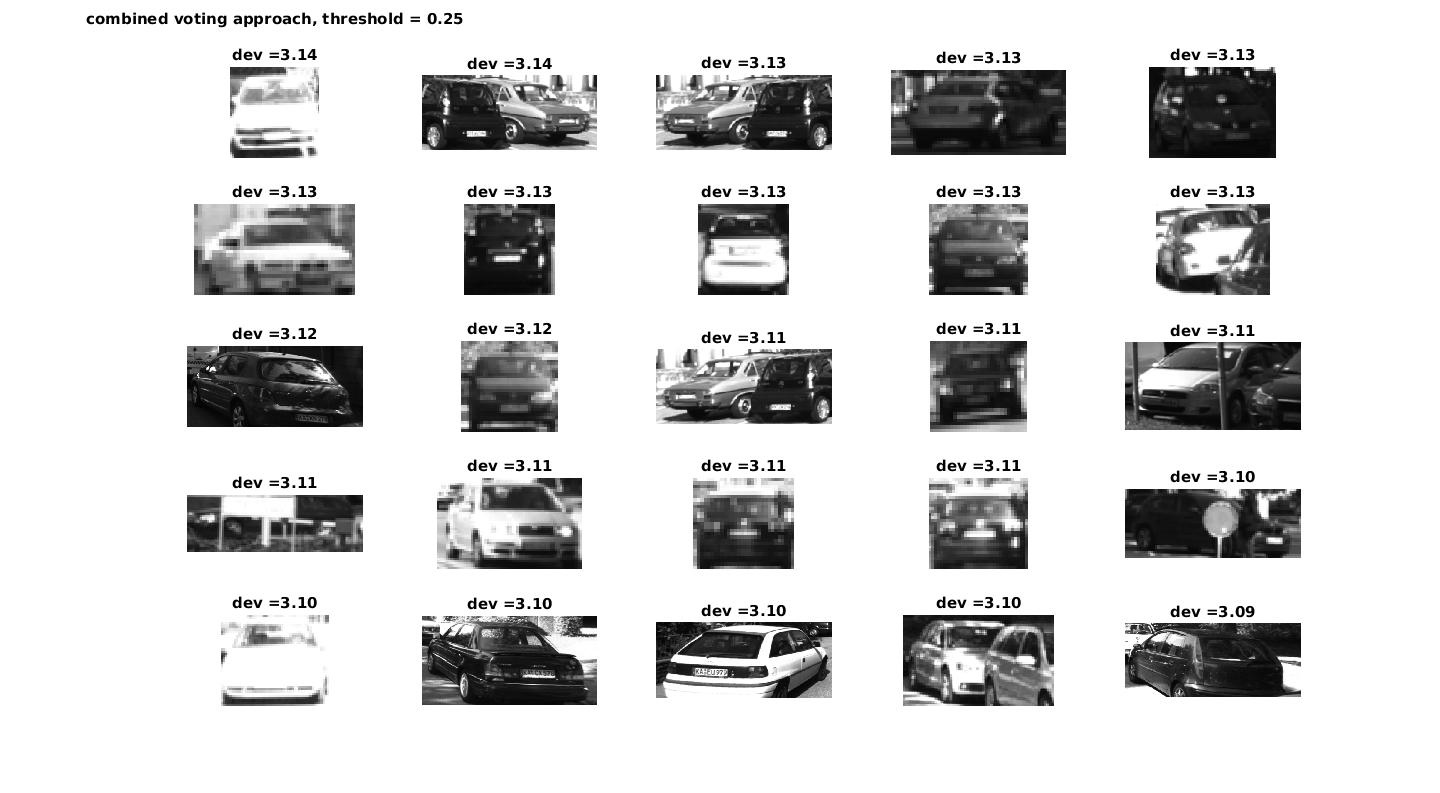 combined voting approach, threshold = 0.25
dev =3.14
dev =3.14
dev =3.13
dev =3.13
dev =3.13
dev =3.13
dev =3.13
dev =3.13
dev =3.13
dev =3.13
dev =3.12
dev =3.12
dev =3.11
dev =3.11
dev =3.11
dev =3.11
dev =3.11
dev =3.11
dev =3.11
dev =3.10
dev =3.10
dev =3.10
dev =3.10
dev =3.10
dev =3.09